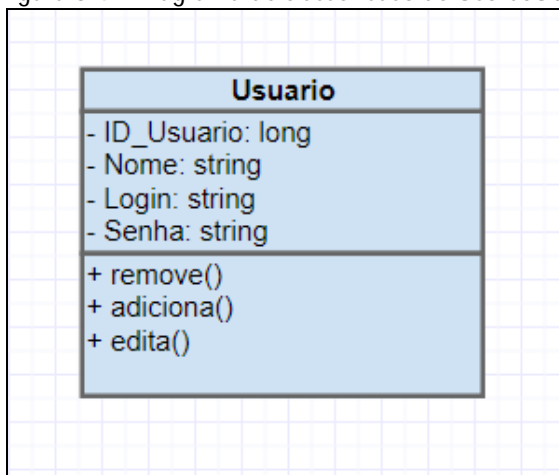 Usuario
- ID_Usuario: long
- Nome: string
- Login: string
- Senha: string
+ remove()
+ adiciona()
+ edita()